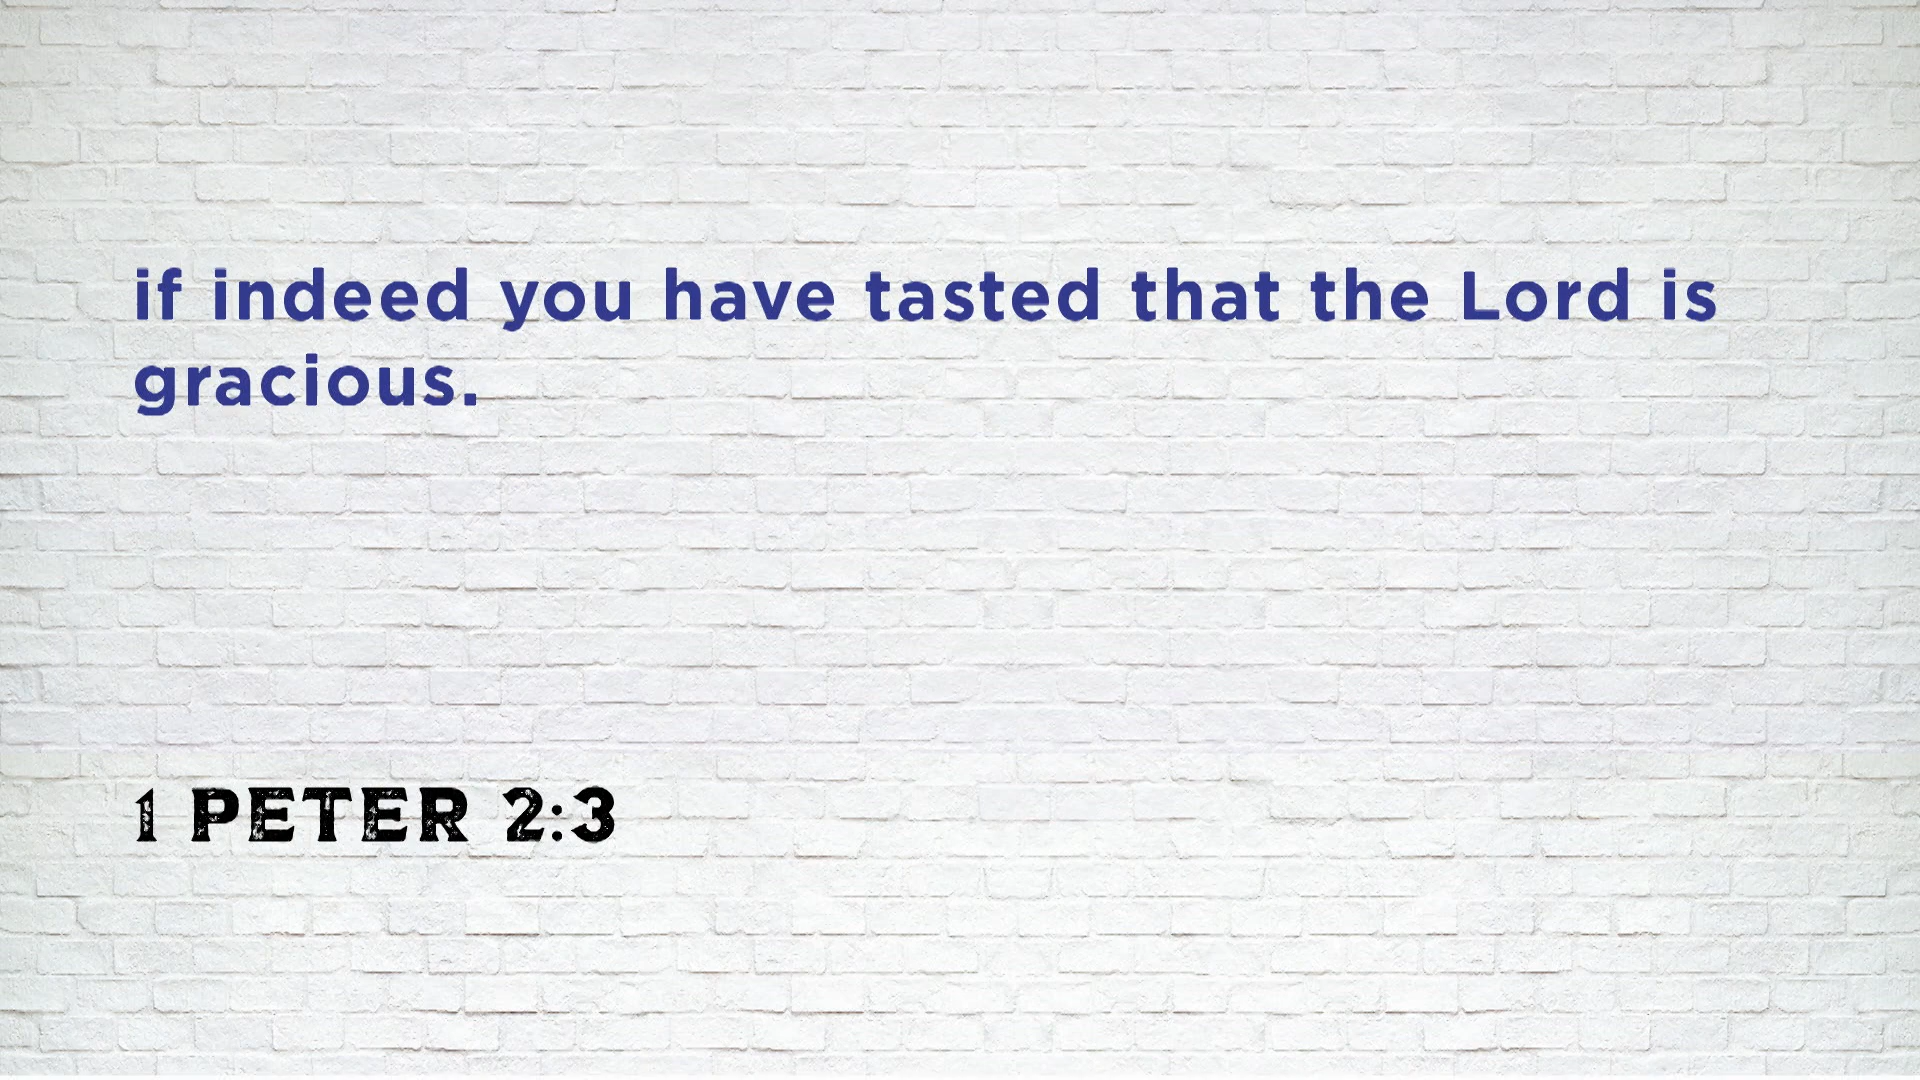 if indeed you have tasted that the Lord is
gracious.
1 PETER 2:3